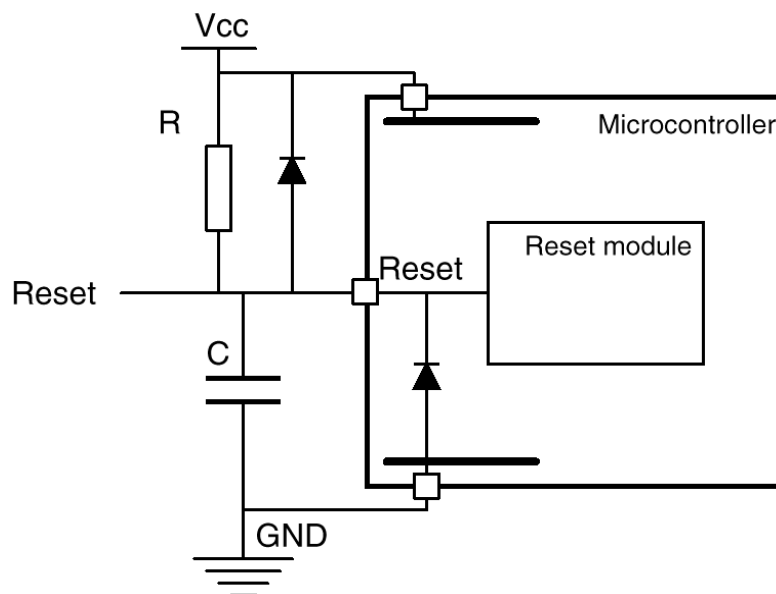 Vcc
R
Microcontroller
Reset module
Reset
Reset
C
GND